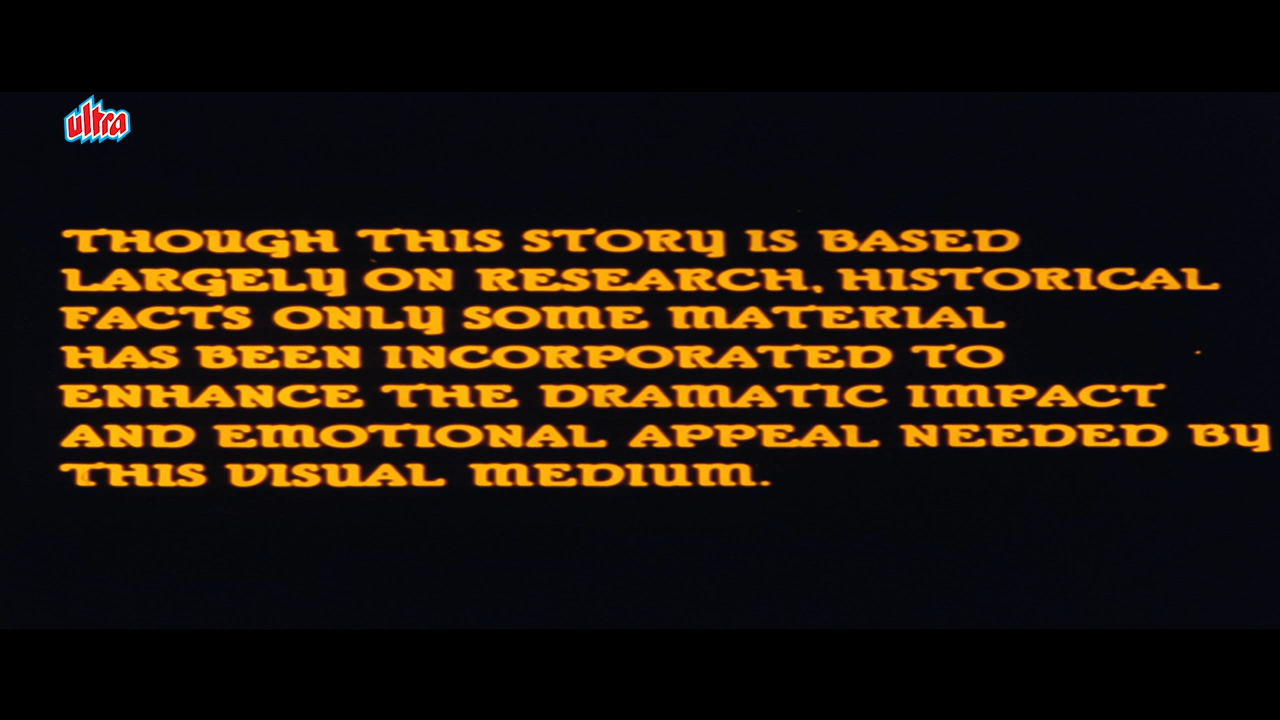 ultra
THOUGH THIS STORY IS BASED
LARGELY ON RESEARCH, HISTORICAL
FACTS ONLY SOME MATERIAL
HAS BEEN INCORPORATED TO
ENHANCE THE DRAMATIC IMPACT
AND EMOTIONAL APPEAL NEEDED BY
THIS VISUAL MEDIUM.